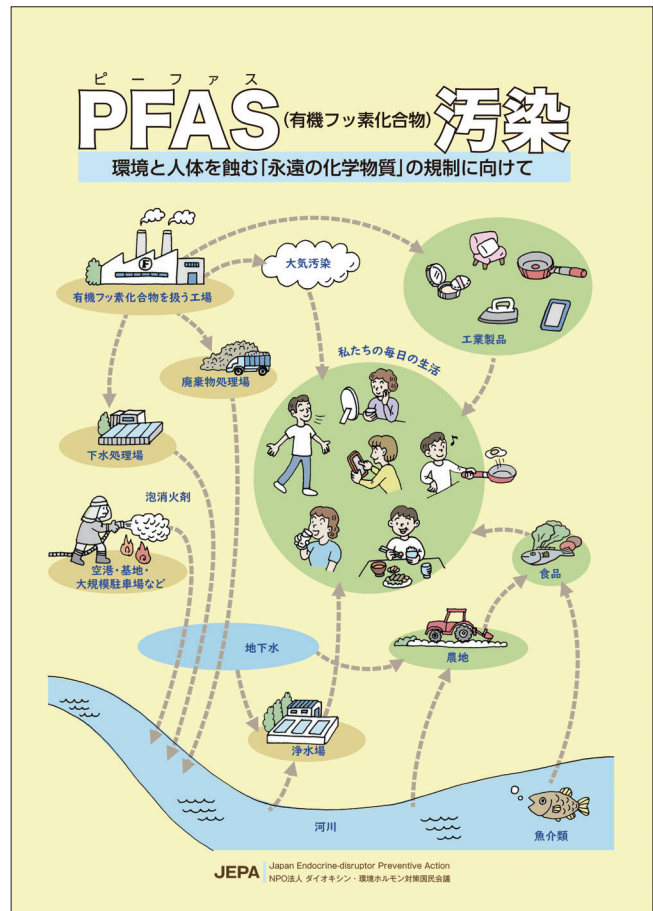 ピーファス
PFAS(有機フッ素化合物)汚染
環境と人体を蝕む「永遠の化学物質」の規制に向けて
F
有機フッ素化合物を扱う工場
大気汚染
工業製品
廃棄物処理場
私たちの毎日の生活
下水処理場
泡消火剤
空港・基地・
大規模駐車場など
食品
地下水
農地
浄水場
河川
魚介類
JEPA
Japan Endocrine-disruptor Preventive Action
NPO法人 ダイオキシン・環境ホルモン対策国民会議